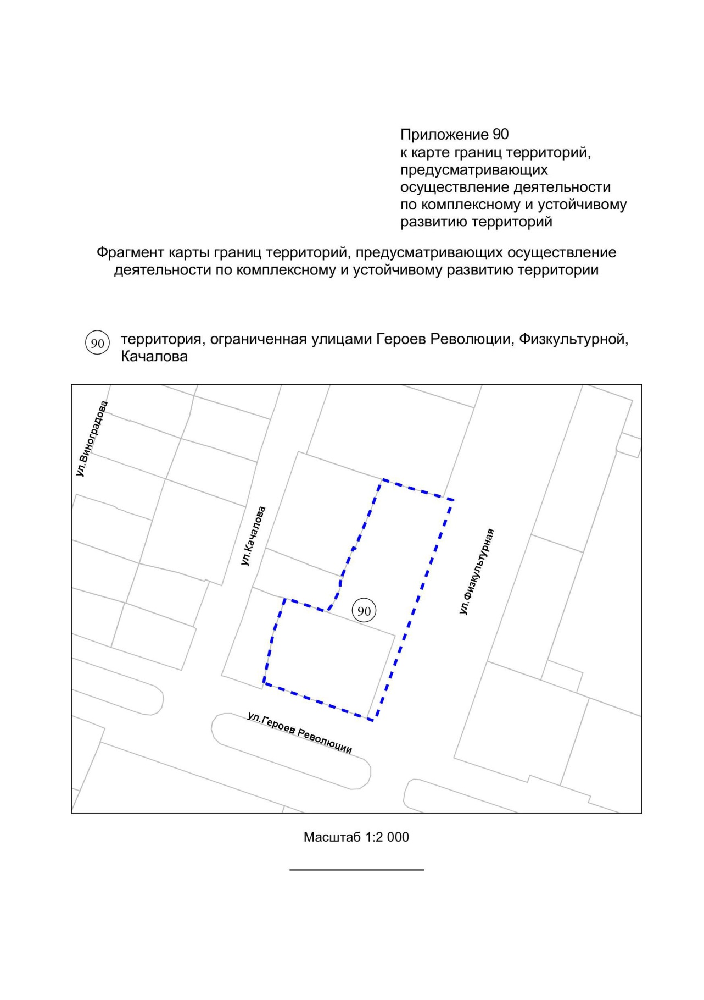 Приложение 90
к карте границ территорий,
предусматривающих
осуществление деятельности
по комплексному и устойчивому
развитию территорий
Фрагмент карты границ территорий, предусматривающих осуществление
деятельности по комплексному и устойчивому развитию территории
90 территория, ограниченная улицами Героев Революции, Физкультурной,
Качалова
ул.Виноградова
ул.Качалова
ул.Физкультурная
90
ул.Героев Революции
Масштаб 1:2 000